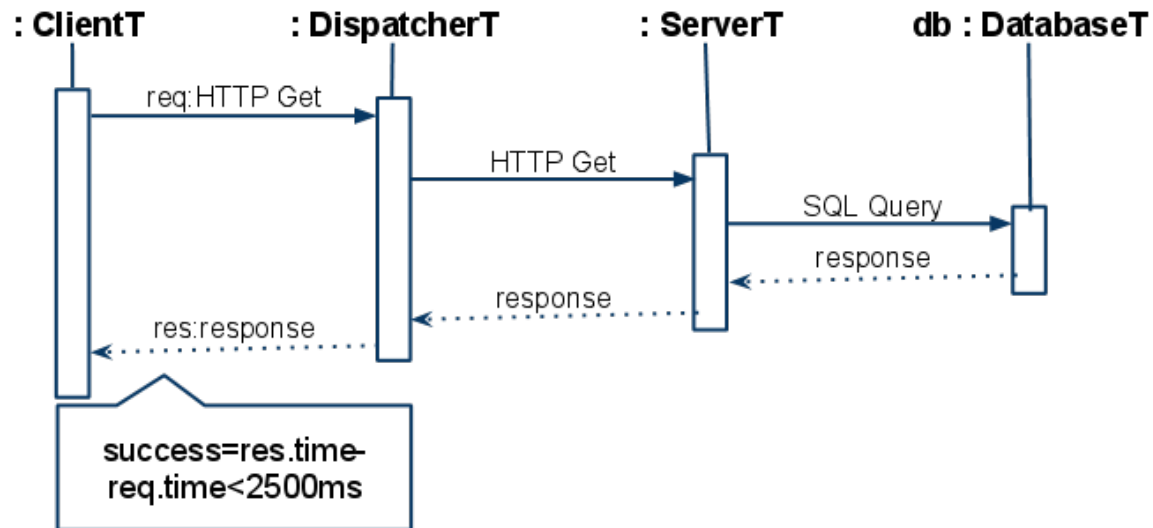 : ClientT
: DispatcherT
: ServerT
db : DatabaseT
req:HTTP Get
HTTP Get
SQL Query
response
response
res:response
success=res.time-
req.time<2500ms